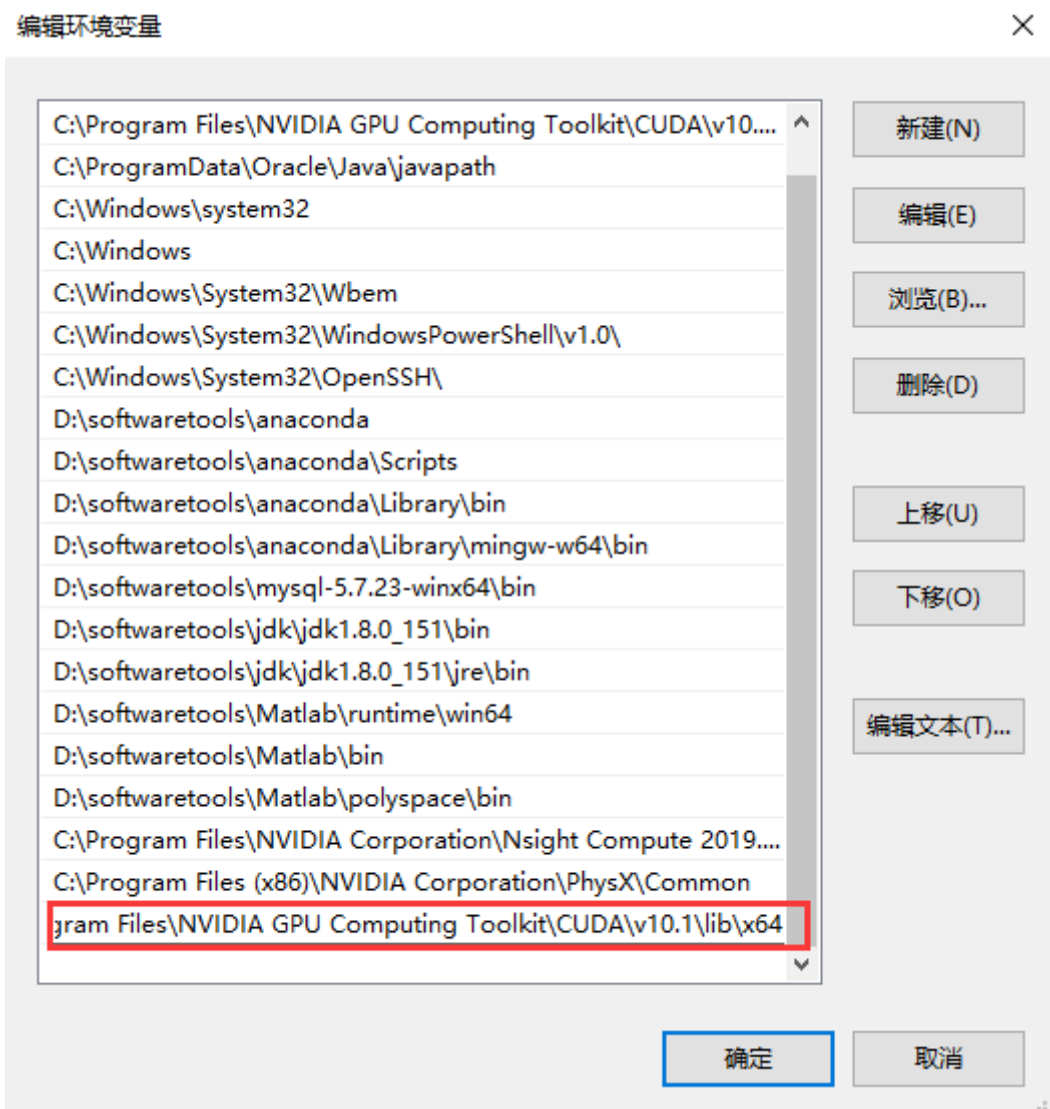 编辑环境变量
C:\Program Files\NVIDIA GPU Computing Toolkit\CUDA\v10....
C:\ProgramData\Oracle\Java\javapath
C:\Windows\system32
C:\Windows
C:\Windows\System32\Wbem
C:\Windows\System32\WindowsPowerShell\v1.0\
C:\Windows\System32\OpenSSH\
D:\softwaretools\anaconda
D:\softwaretools\anaconda\Scripts
D:\softwaretools\anaconda\Library\bin
D:\softwaretools\anaconda\Library\mingw-w64\bin
D:\softwaretools\mysql-5.7.23-winx64\bin
D:\softwaretools\jdk\jdk1.8.0_151\bin
D:\softwaretools\jdk\jdk1.8.0_151\jre\bin
D:\softwaretools\Matlab\runtime\win64
D:\softwaretools\Matlab\bin
D:\softwaretools\Matlab\polyspace\bin
C:\Program Files\NVIDIA Corporation\Nsight Compute 2019....
C:\Program Files (x86)\NVIDIA Corporation\PhysX\Common
gram Files\NVIDIA GPU Computing Toolkit\CUDA\v10.1\lib\x64
新建(N)
编辑(E)
浏览(B)...
删除(D)
上移(U)
下移(O)
编辑文本(T)...
确定
取消